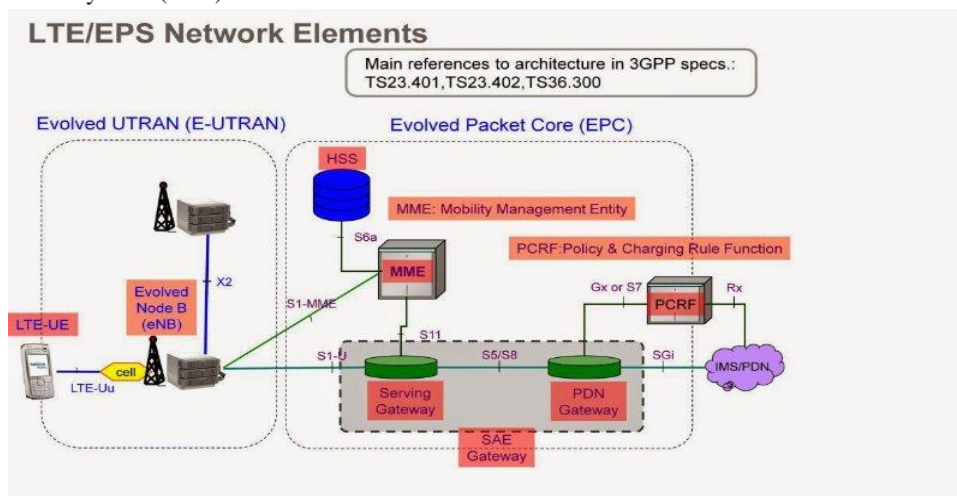 LTE/EPS Network Elements
Main references to architecture in 3GPP specs.:
TS23.401,TS23.402,TS36.300
Evolved UTRAN (E-UTRAN)
Evolved Packet Core (EPC)
HSS
MME: Mobility Management Entity
S6a
PCRF:Policy & Charging Rule Function
MME
X2
Evolved
Node B
(eNB)
Gx or S7
Rx
PCRF
S1-MME
LTE-UE
S11
S1-U
S5/S8
SGi
cell
IMS/PDN
LTE-Uu
Serving
Gateway
PDN
Gateway
SAE
Gateway